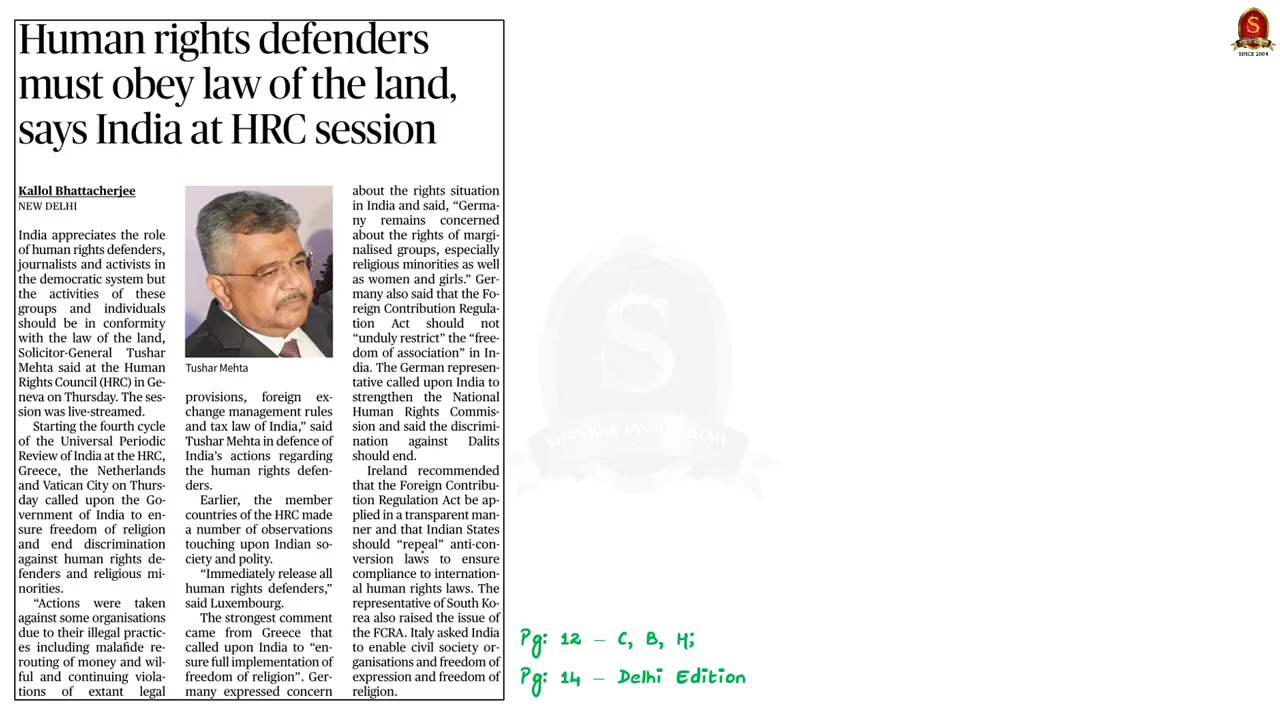 Human rights defenders
must obey law of the land,
says India at HRC session
Kallol Bhattacherjee
NEW DELHI
India appreciates the role
of human rights defenders,
journalists and activists in
the democratic system but
the activities of these
groups and individuals
should be in conformity
with the law of the land,
Solicitor-General Tushar
Mehta said at the Human
Rights Council (HRC) in Ge-
neva on Thursday. The ses-
sion was live-streamed.
Starting the fourth cycle
of the Universal Periodic
Review of India at the HRC,
Greece, the Netherlands
and Vatican City on Thurs-
day called upon the Go-
vernment of India to en-
sure freedom of religion
and end discrimination
against human rights de-
fenders and religious mi-
norities.
“Actions were taken
against some organisations
due to their illegal practic-
es including malafide re-
routing of money and wil-
ful and continuing viola-
tions of extant legal
Tushar Mehta
provisions, foreign ex-
change management rules
and tax law of India,” said
Tushar Mehta in defence of
India’s actions regarding
the human rights defen-
ders.
Earlier, the member
countries of the HRC made
a number of observations
touching upon Indian so-
ciety and polity.
“Immediately release all
human rights defenders,”
said Luxembourg.
The strongest comment
came from Greece that
called upon India to “en-
sure full implementation of
freedom of religion”. Ger-
many expressed concern
about the rights situation
in India and said, “Germa-
ny remains concerned
about the rights of margi-
nalised groups, especially
religious minorities as well
as women and girls.” Ger-
many also said that the Fo-
reign Contribution Regula-
tion Act should not
“unduly restrict” the “free-
dom of association” in In-
dia. The German represen-
tative called upon India to
strengthen the National
Human Rights Commis-
sion and said the discrimi-
nation against Dalits
should end.
Ireland recommended
that the Foreign Contribu-
tion Regulation Act be ap-
plied in a transparent man-
ner and that Indian States
should “repeal” anti-con-
version laws to ensure
compliance to internation-
al human rights laws. The
representative of South Ko-
rea also raised the issue of
the FCRA. Italy asked India
to enable civil society or-
ganisations and freedom of
expression and freedom of
religion.
S
SHANKAR IAS ACADEMY
Pg: 12 – C, B, H;
Pg: 14 – Delhi Edition
S
SINCE 2004